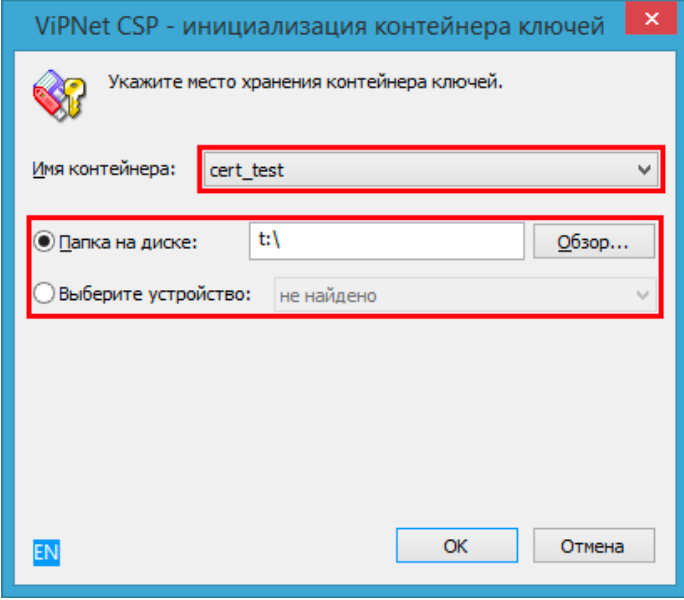 ViPNet CSP - инициализация контейнера ключей
Укажите место хранения контейнера ключей.
Имя контейнера: cert_test
Папка на диске: t:\ Обзор...
Выберите устройство: не найдено
EN OK Отмена